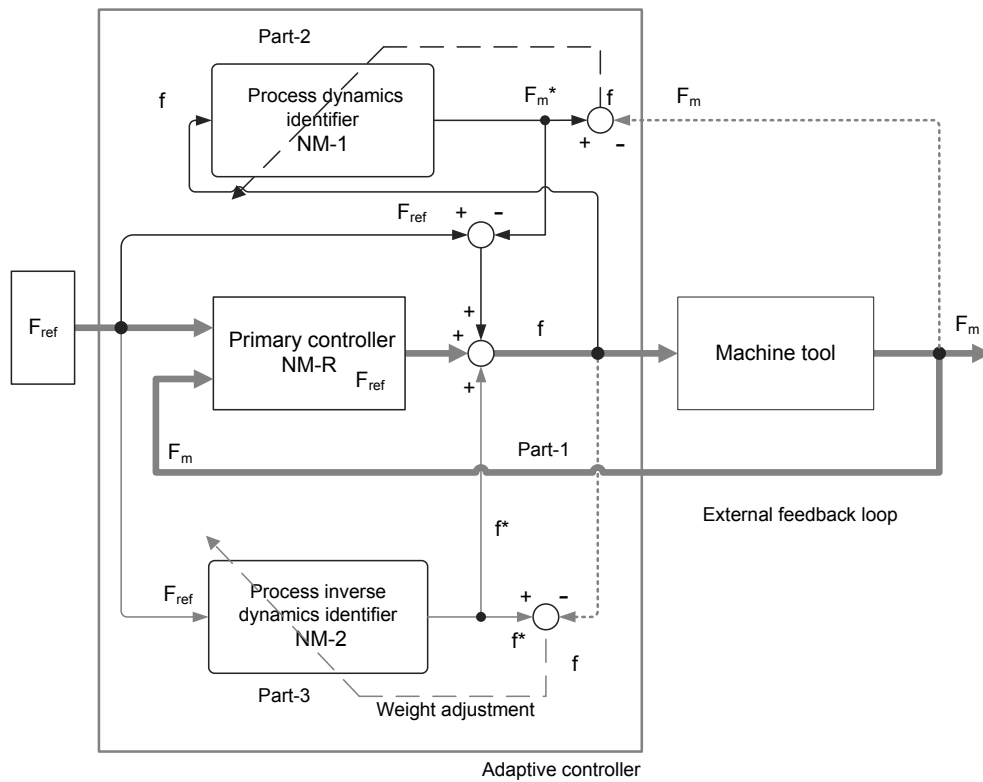 Part-2
f
Process dynamics
identifier
NM-1
Fm*
f
Fm
+
-
Fref
+
-
Fref
+
+
f
Primary controller
NM-R
Fref
Machine tool
Fm
+
Fm
Part-1
External feedback loop
f*
Fref
Process inverse
dynamics identifier
NM-2
+
-
f*
f
Part-3
Weight adjustment
Adaptive controller